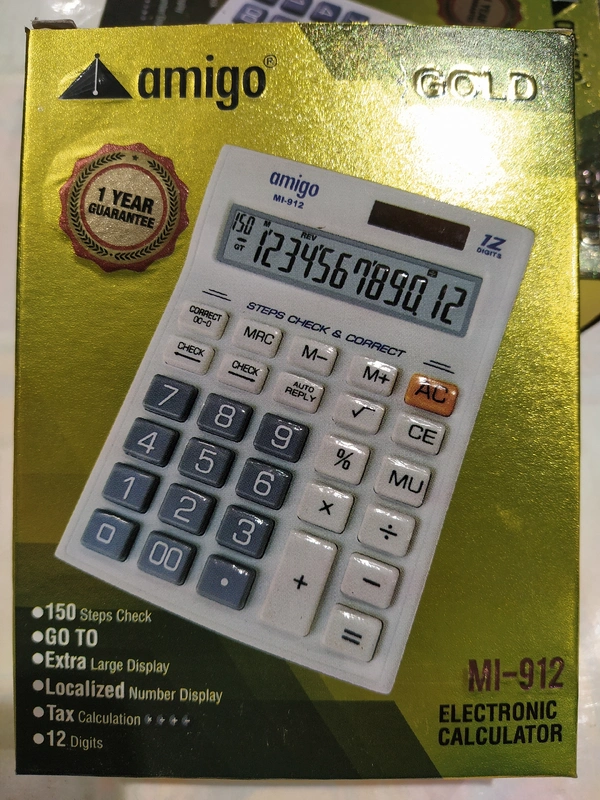 amigo®
GOLD
1 YEAR
GUARANTEE
amigo
MI-912
12
DIGITS
150 M REV
GT
123456789012
STEPS CHECK & CORRECT
CORRECT
00→0
MRC
M−
M+
AC
CHECK
CHECK
AUTO
REPLY
√
CE
7
8
9
%
MU
4
5
6
×
÷
1
2
3
+
−
0
00
.
=
●150 Steps Check
●GO TO
●Extra Large Display
●Localized Number Display
●Tax Calculation
●12 Digits
MI-912
ELECTRONIC
CALCULATOR